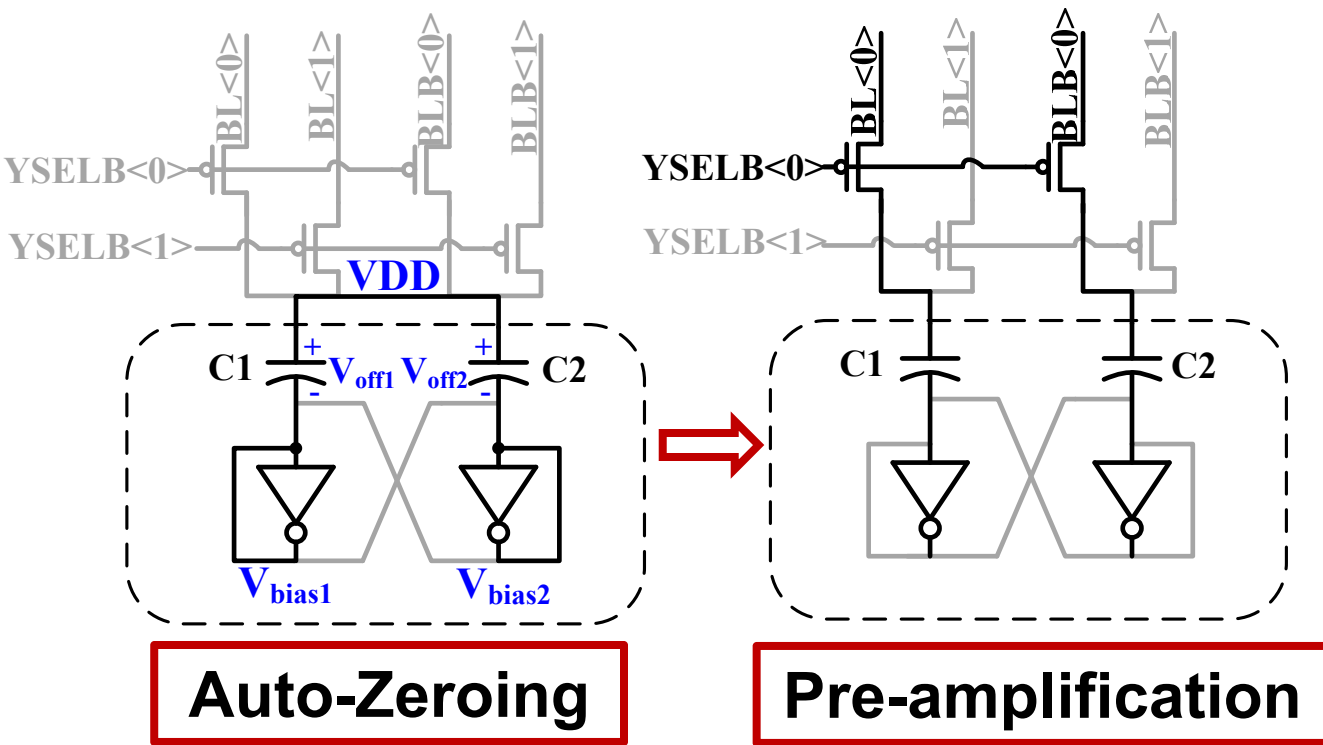 BL<0>
BL<1>
BLB<0>
BLB<1>
YSELB<0>
YSELB<1>
VDD
C1
+
Voff1
-
+
Voff2
-
C2
Vbias1
Vbias2
Auto-Zeroing
BL<0>
BL<1>
BLB<0>
BLB<1>
YSELB<0>
YSELB<1>
C1
C2
Pre-amplification